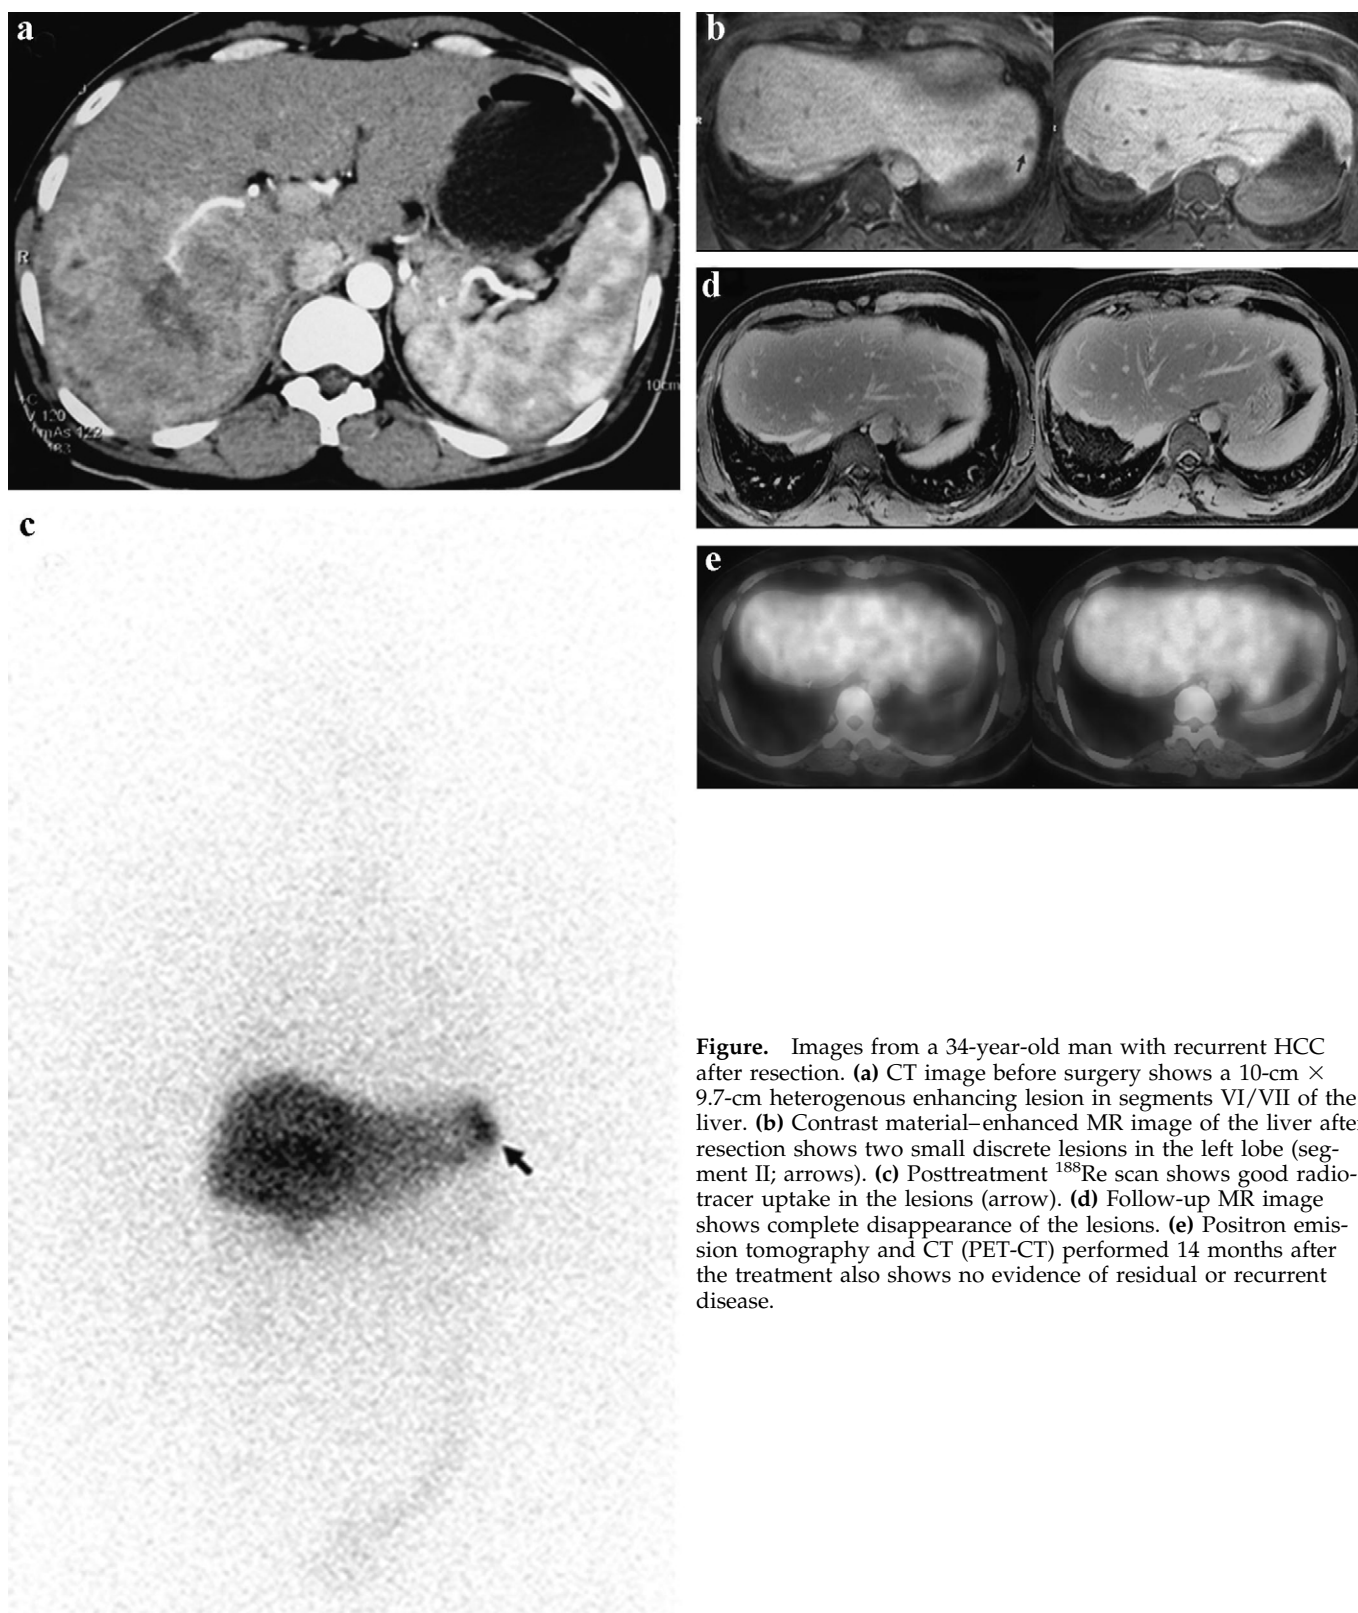 a
R
10cm
+C
b
R
d
e
c
Figure. Images from a 34-year-old man with recurrent HCC
after resection. (a) CT image before surgery shows a 10-cm ×
9.7-cm heterogenous enhancing lesion in segments VI/VII of the
liver. (b) Contrast material–enhanced MR image of the liver after
resection shows two small discrete lesions in the left lobe (seg-
ment II; arrows). (c) Posttreatment ¹⁸⁸Re scan shows good radio-
tracer uptake in the lesions (arrow). (d) Follow-up MR image
shows complete disappearance of the lesions. (e) Positron emis-
sion tomography and CT (PET-CT) performed 14 months after
the treatment also shows no evidence of residual or recurrent
disease.